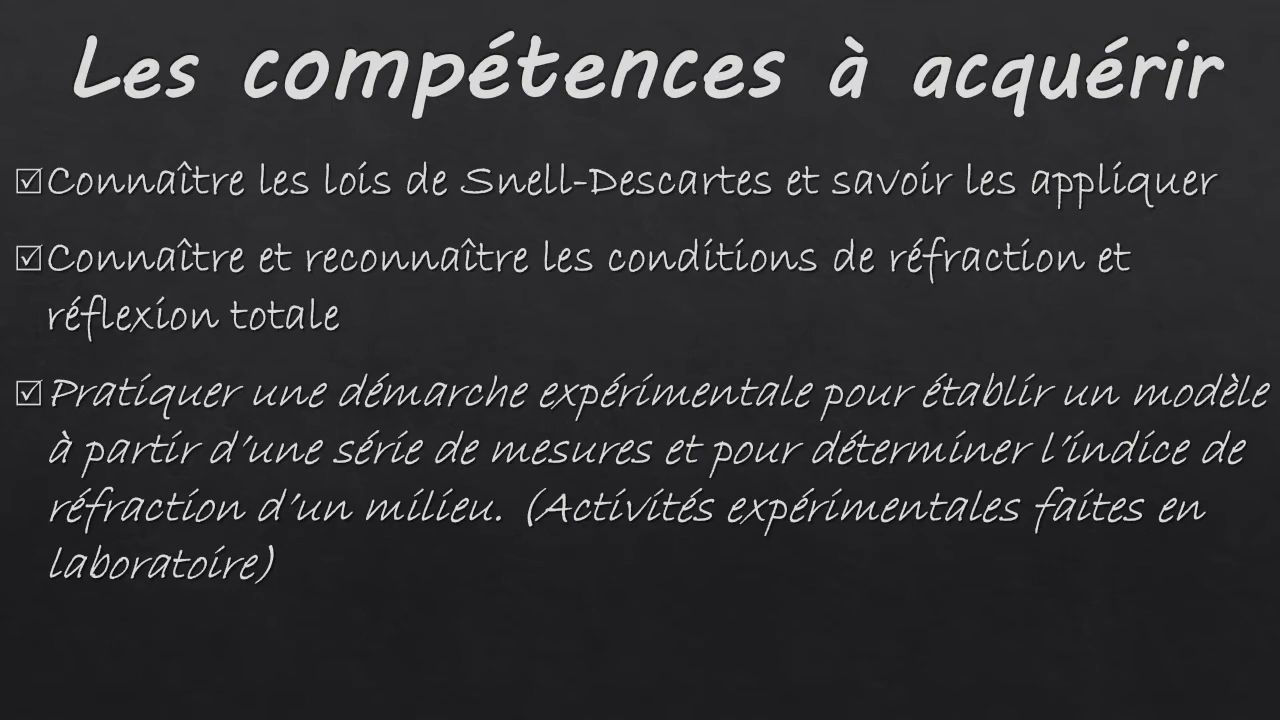 Les compétences à acquérir
☑Connaître les lois de Snell-Descartes et savoir les appliquer
☑Connaître et reconnaître les conditions de réfraction et
réflexion totale
☑Pratiquer une démarche expérimentale pour établir un modèle
à partir d’une série de mesures et pour déterminer l’indice de
réfraction d’un milieu. (Activités expérimentales faites en
laboratoire)